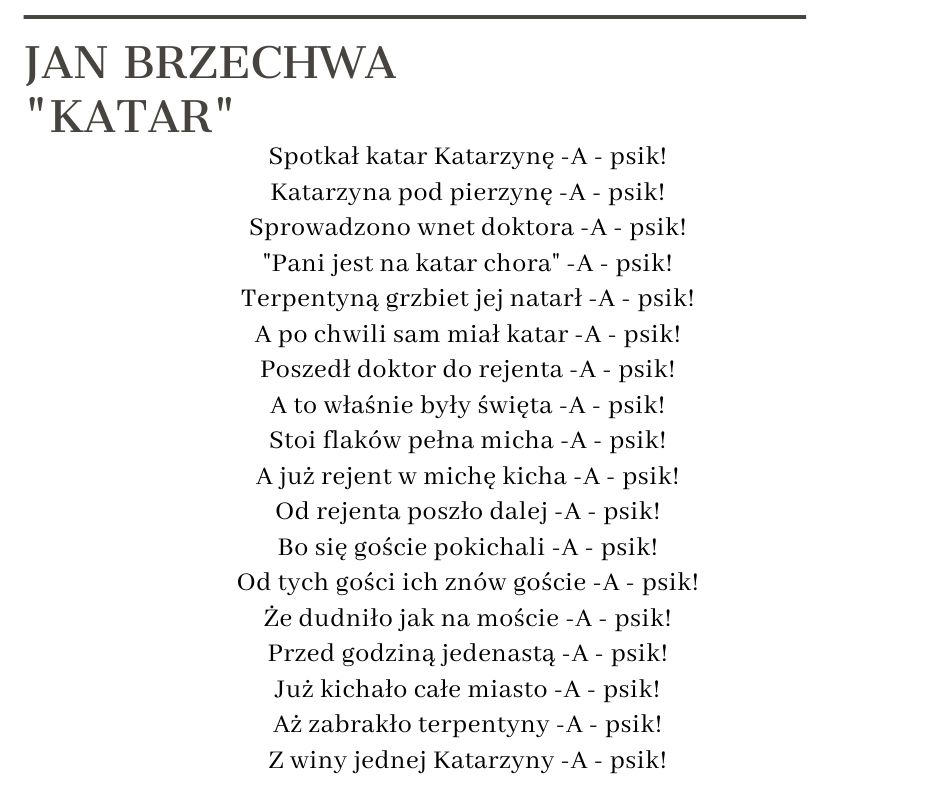 JAN BRZECHWA
"KATAR"
Spotkał katar Katarzynę -A - psik!
Katarzyna pod pierzynę -A - psik!
Sprowadzono wnet doktora -A - psik!
"Pani jest na katar chora" -A - psik!
Terpentyną grzbiet jej natarł -A - psik!
A po chwili sam miał katar -A - psik!
Poszedł doktor do rejenta -A - psik!
A to właśnie były święta -A - psik!
Stoi flaków pełna micha -A - psik!
A już rejent w michę kicha -A - psik!
Od rejenta poszło dalej -A - psik!
Bo się goście pokichali -A - psik!
Od tych gości ich znów goście -A - psik!
Że dudniło jak na moście -A - psik!
Przed godziną jedenastą -A - psik!
Już kichało całe miasto -A - psik!
Aż zabrakło terpentyny -A - psik!
Z winy jednej Katarzyny -A - psik!